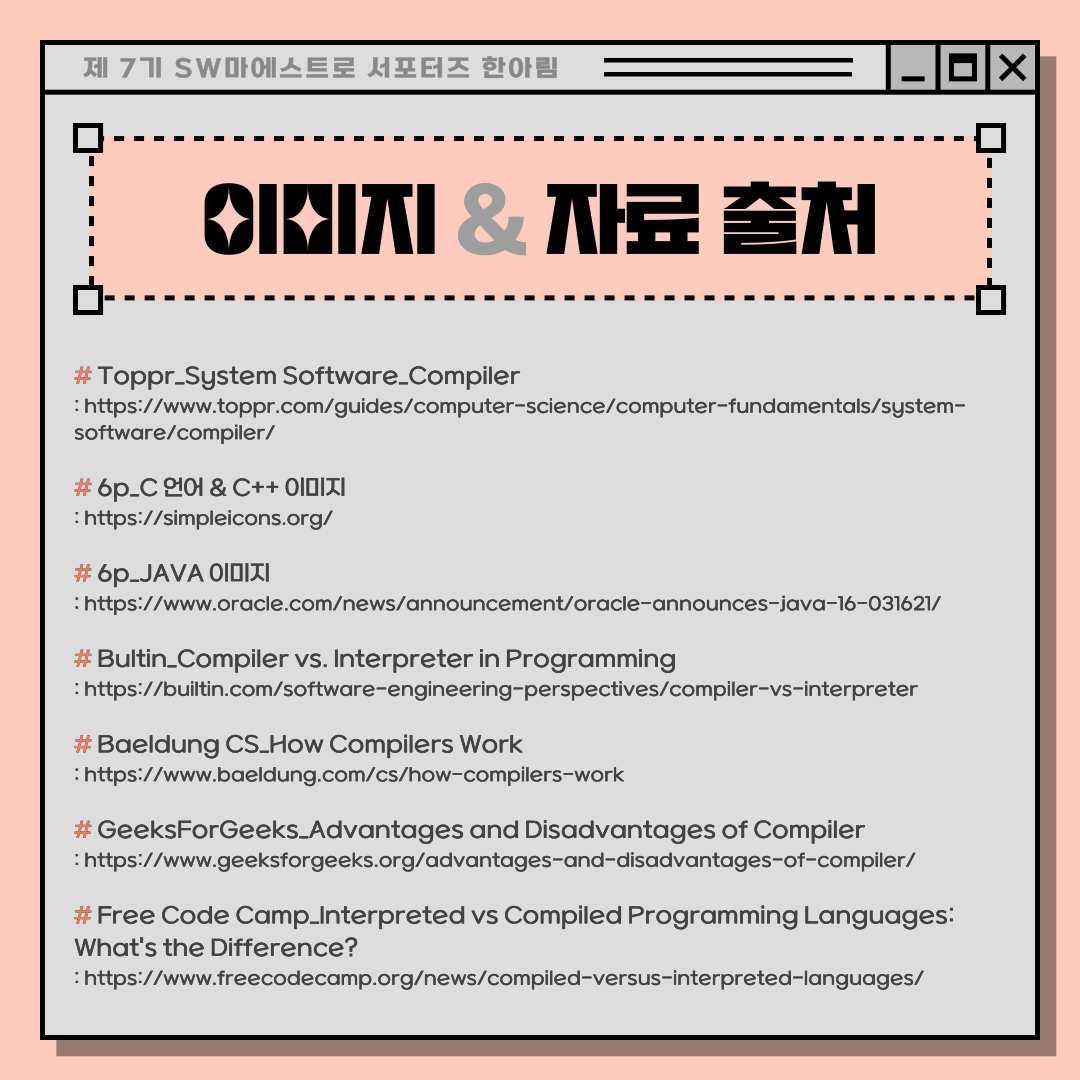 제 7기 SW마에스트로 서포터즈 한아림
이미지 & 자료 출처
# Toppr_System Software_Compiler
: https://www.toppr.com/guides/computer-science/computer-fundamentals/system-
software/compiler/
# 6p_C 언어 & C++ 이미지
: https://simpleicons.org/
# 6p_JAVA 이미지
: https://www.oracle.com/news/announcement/oracle-announces-java-16-031621/
# Bultin_Compiler vs. Interpreter in Programming
: https://builtin.com/software-engineering-perspectives/compiler-vs-interpreter
# Baeldung CS_How Compilers Work
: https://www.baeldung.com/cs/how-compilers-work
# GeeksForGeeks_Advantages and Disadvantages of Compiler
: https://www.geeksforgeeks.org/advantages-and-disadvantages-of-compiler/
# Free Code Camp_Interpreted vs Compiled Programming Languages:
What's the Difference?
: https://www.freecodecamp.org/news/compiled-versus-interpreted-languages/